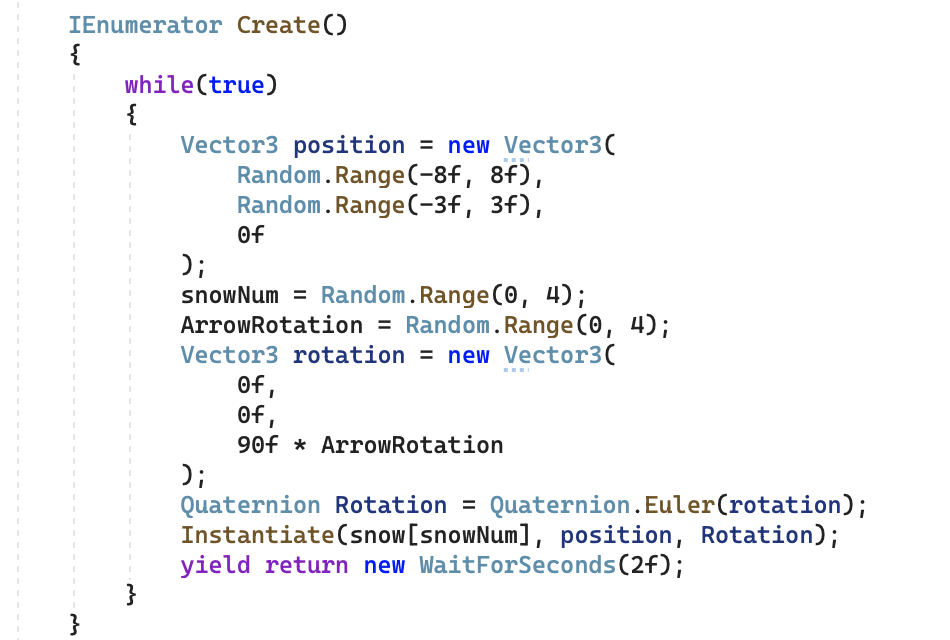 IEnumerator Create()
{
while(true)
{
Vector3 position = new Vector3(
Random.Range(-8f, 8f),
Random.Range(-3f, 3f),
0f
);
snowNum = Random.Range(0, 4);
ArrowRotation = Random.Range(0, 4);
Vector3 rotation = new Vector3(
0f,
0f,
90f * ArrowRotation
);
Quaternion Rotation = Quaternion.Euler(rotation);
Instantiate(snow[snowNum], position, Rotation);
yield return new WaitForSeconds(2f);
}
}